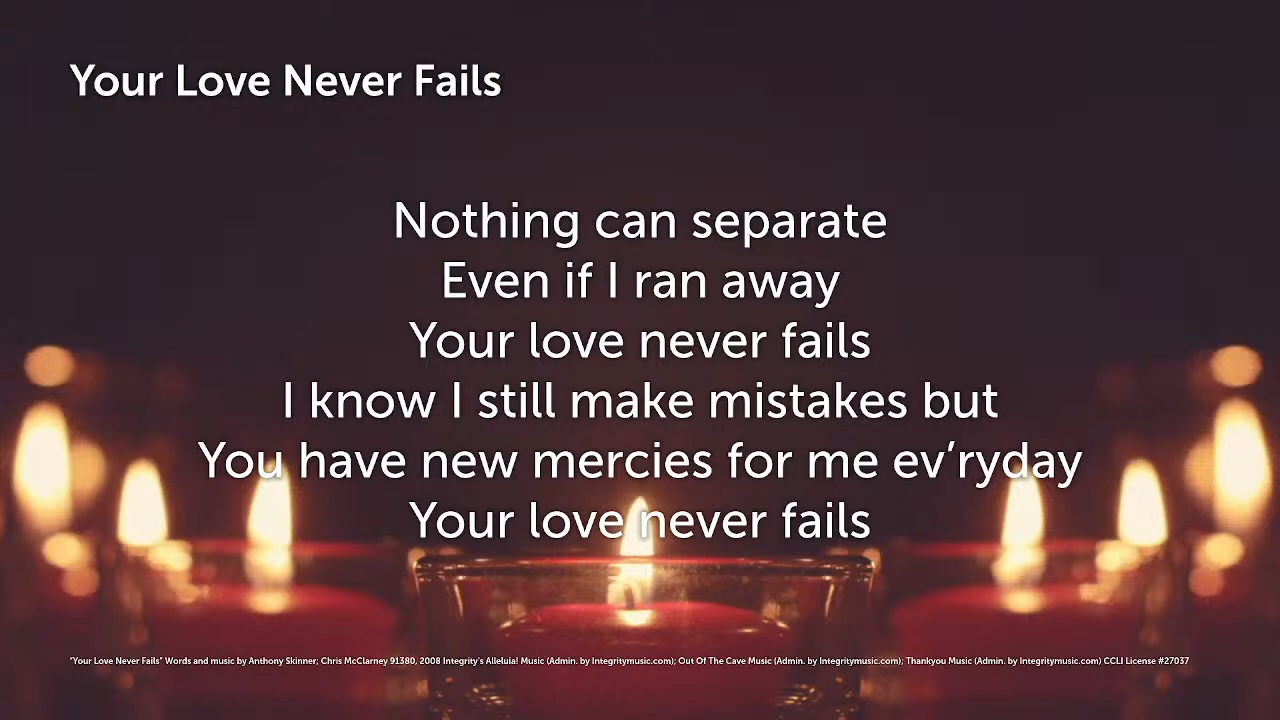 Your Love Never Fails
Nothing can separate
Even if I ran away
Your love never fails
I know I still make mistakes but
You have new mercies for me ev’ryday
Your love never fails
"Your Love Never Fails" Words and music by Anthony Skinner; Chris McClarney 91380, 2008 Integrity's Alleluia! Music (Admin. by Integritymusic.com); Out Of The Cave Music (Admin. by Integritymusic.com); Thankyou Music (Admin. by Integritymusic.com) CCLI License #27037